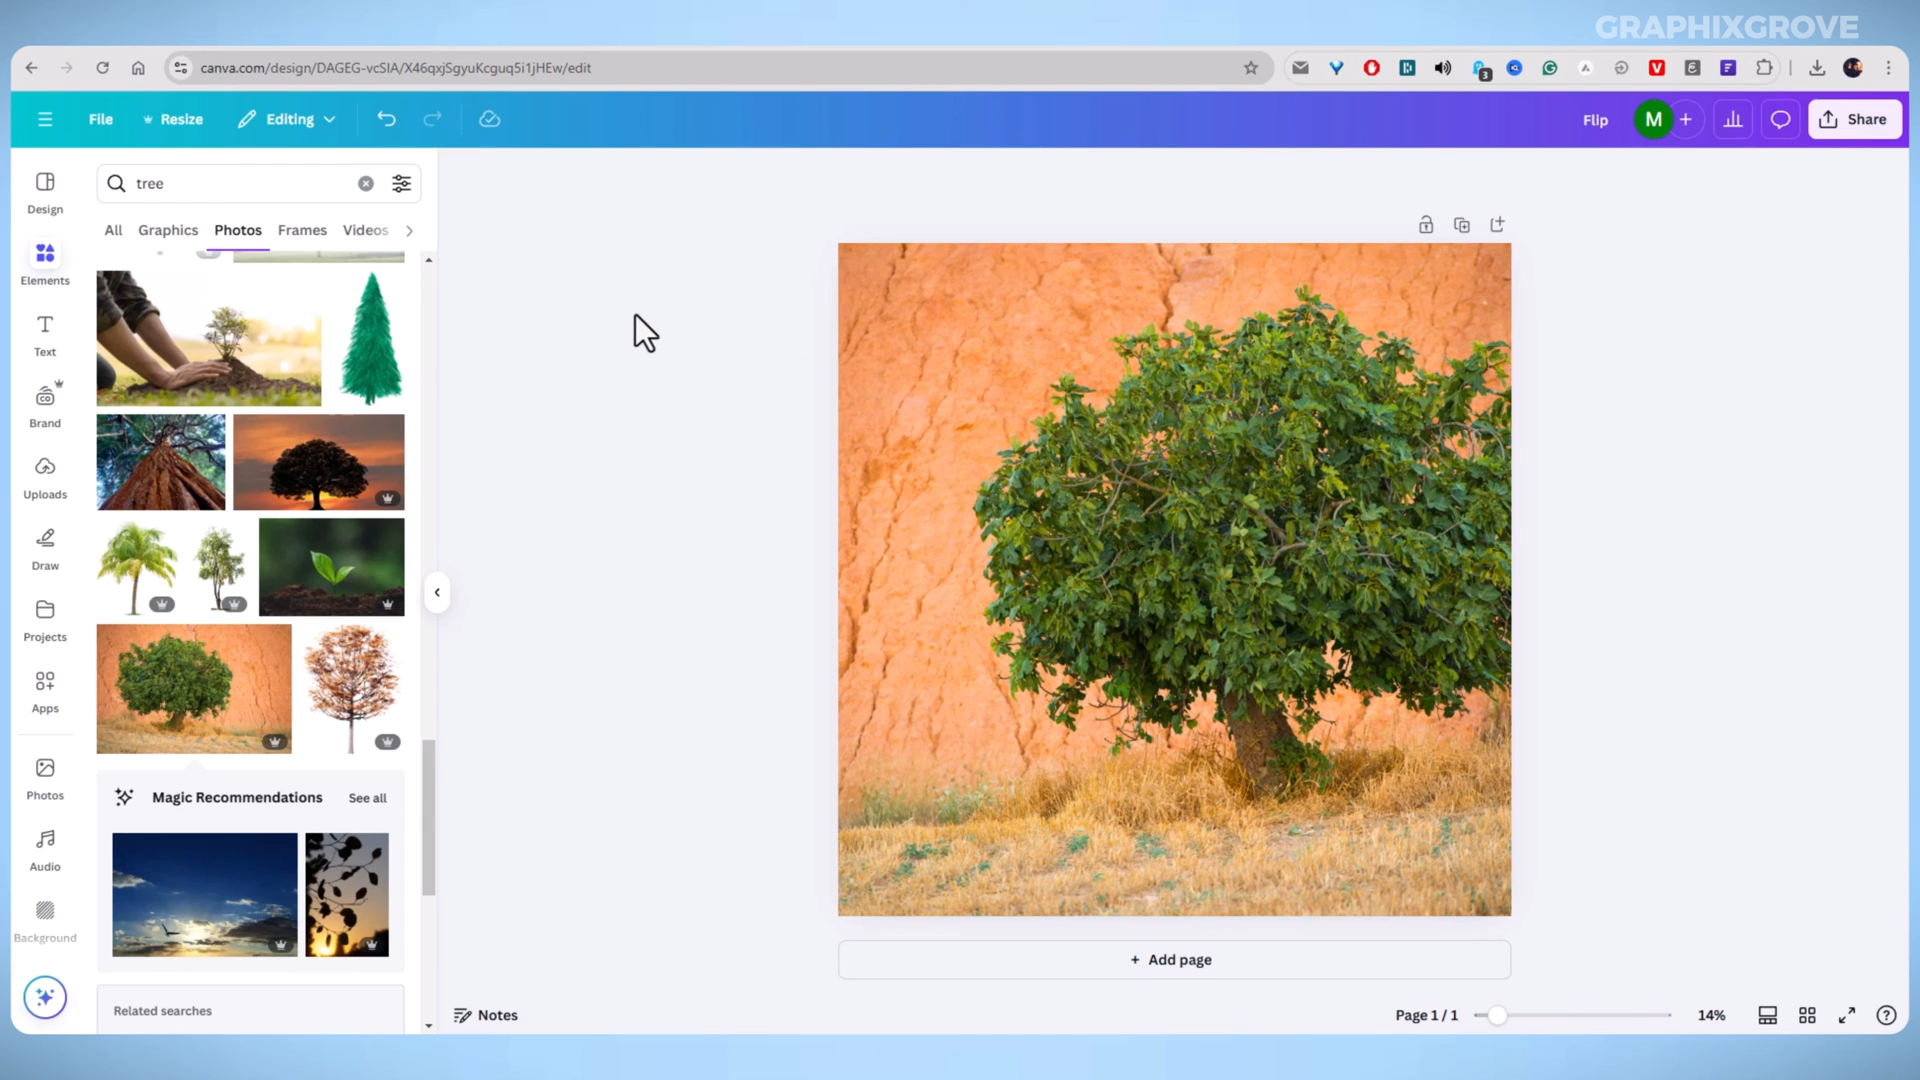 GRAPHIXGROVE
canva.com/design/DAGEG-vcSIA/X46qxjSgyuKcguq5i1jHEw/edit
3
File
Resize
Editing
Flip
M
Share
Design
Elements
Text
Brand
Uploads
Draw
Projects
Apps
Photos
Audio
Background
tree
All
Graphics
Photos
Frames
Videos
Magic Recommendations
See all
Related searches
+ Add page
Notes
Page 1 / 1
14%